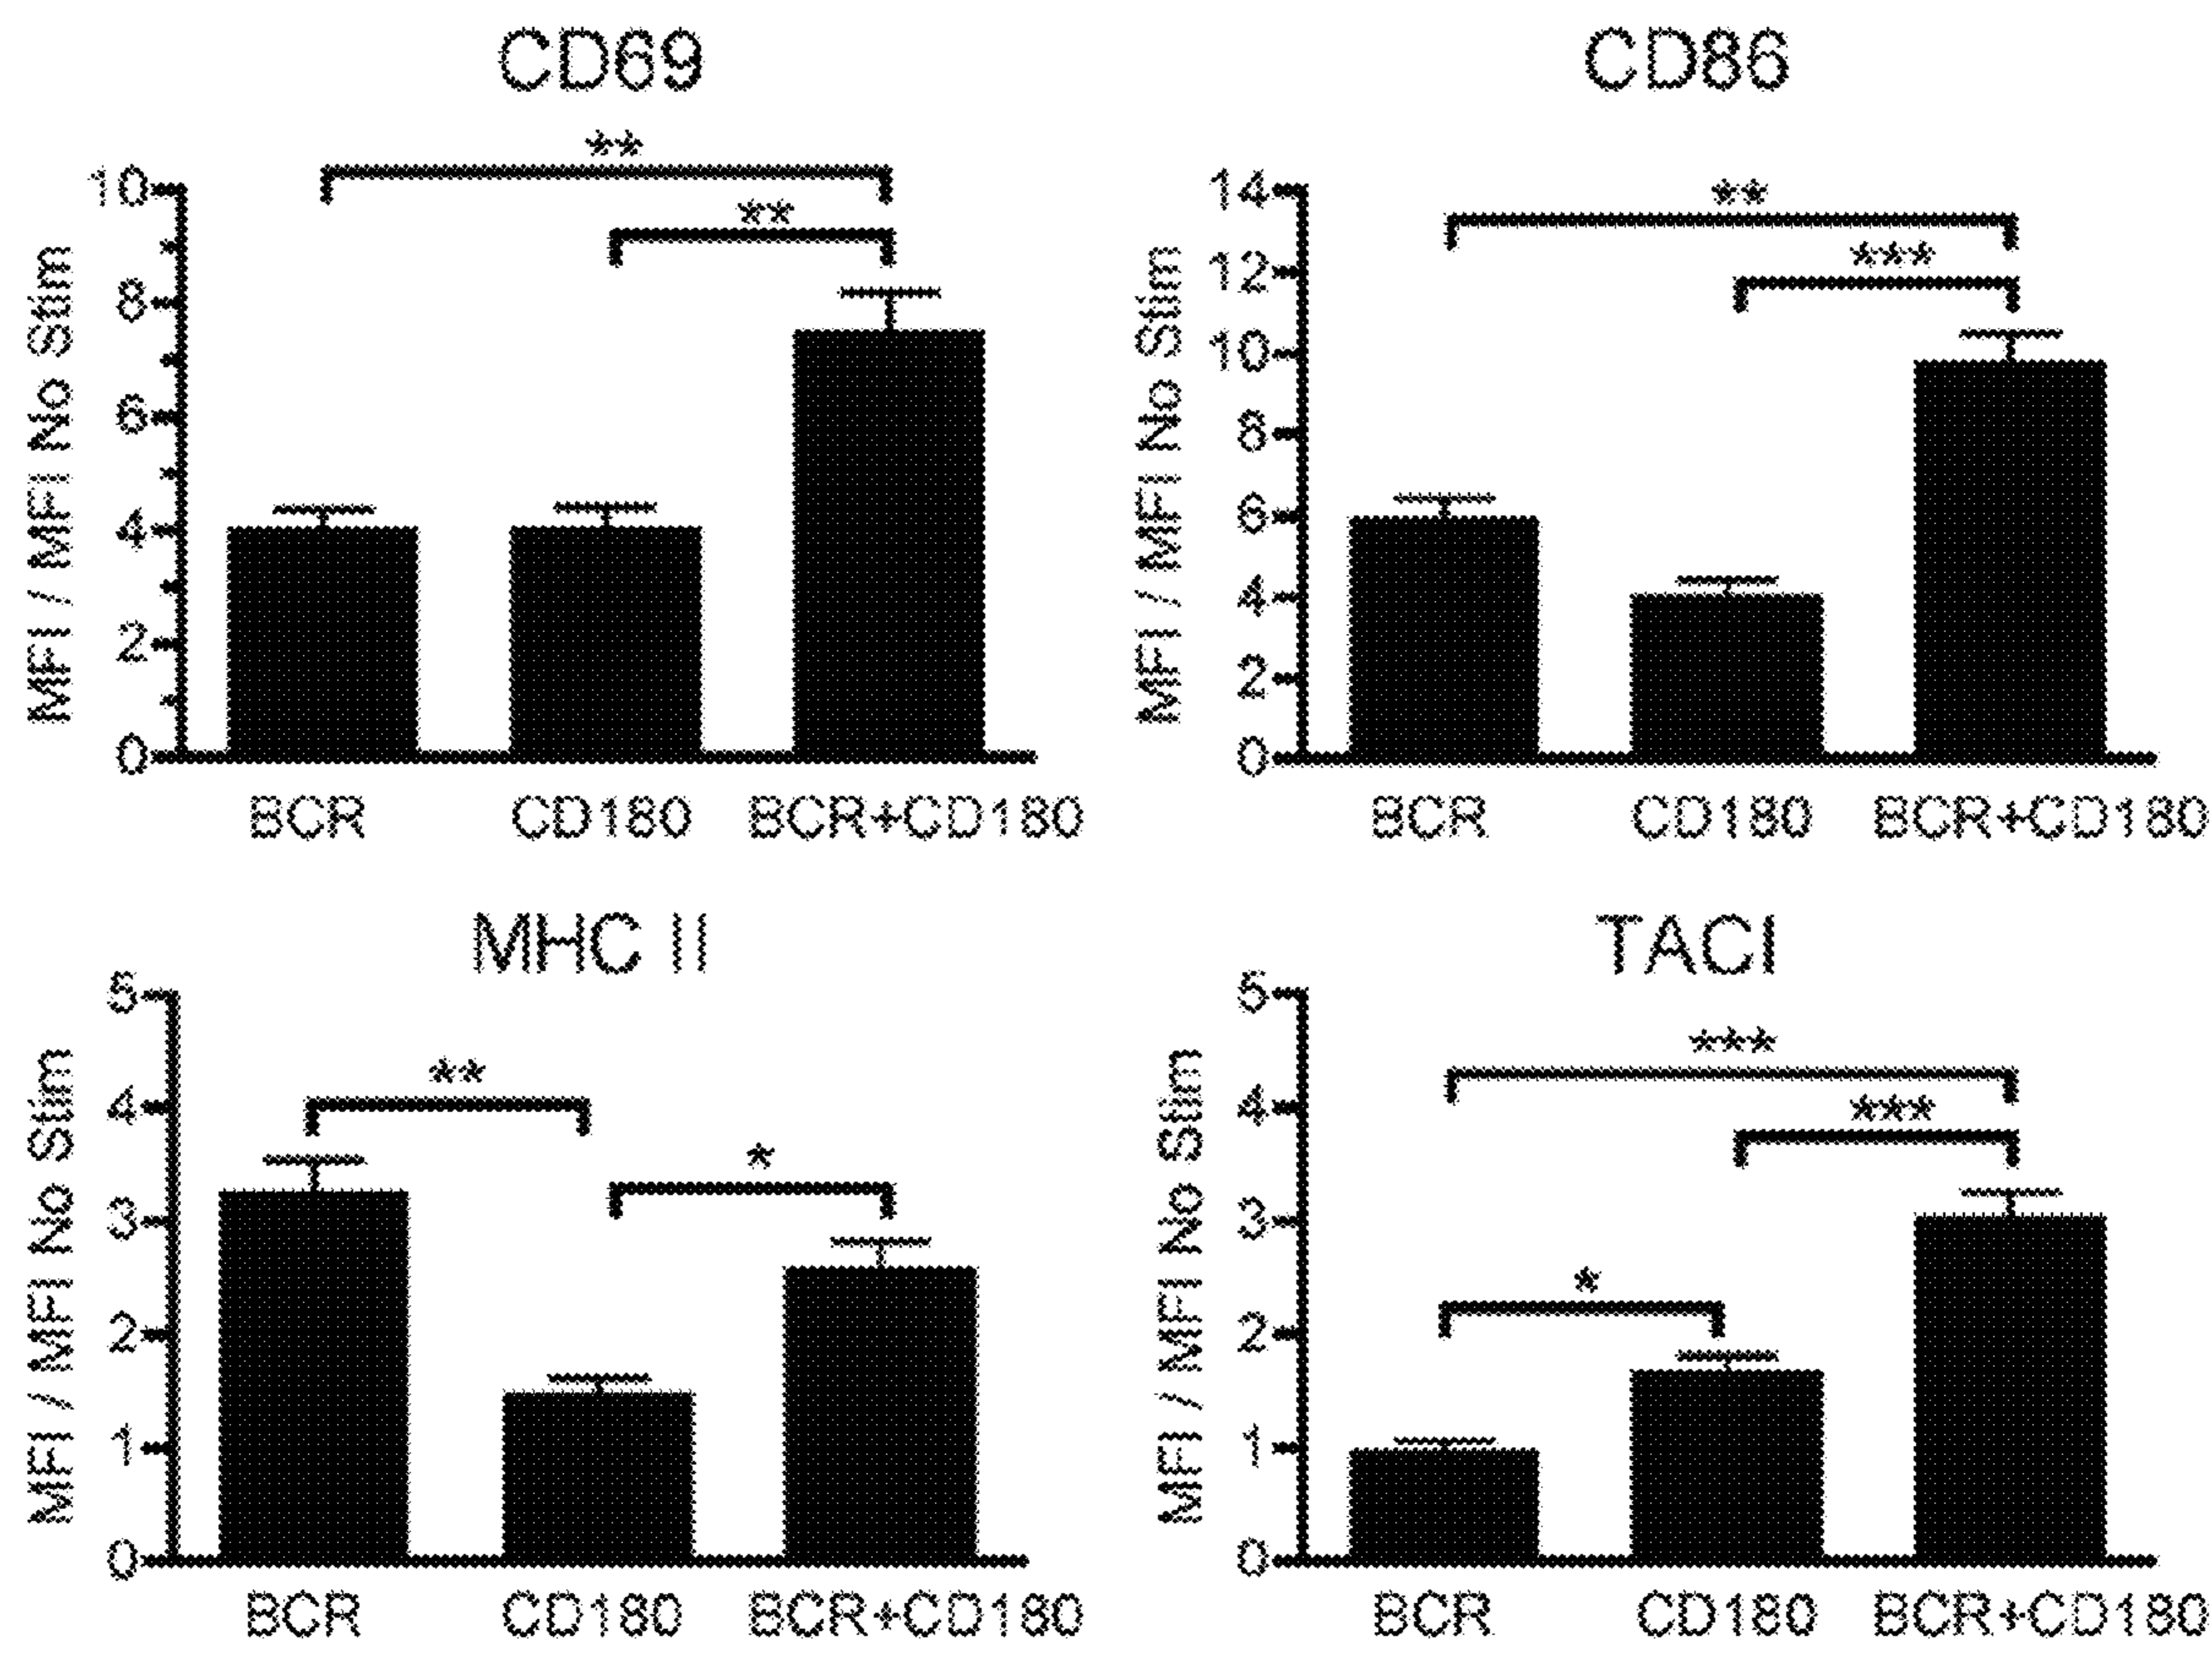 CD69
**
**
10
8
6
4
2
0
MFI / MFI No Stim
BCR CD180 BCR+CD180
CD86
**
***
14
12
10
8
6
4
2
0
MFI / MFI No Stim
BCR CD180 BCR+CD180
MHC II
**
*
5
4
3
2
1
0
MFI / MFI No Stim
BCR CD180 BCR+CD180
TACI
***
***
*
5
4
3
2
1
0
MFI / MFI No Stim
BCR CD180 BCR+CD180